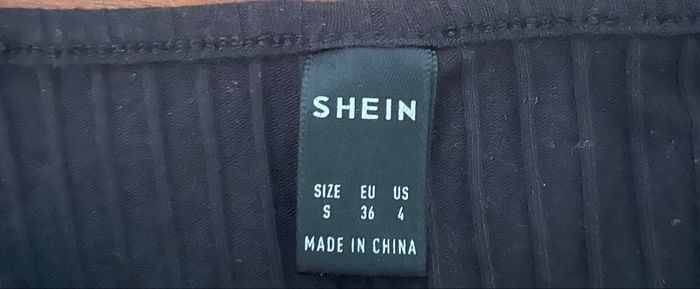 SHEIN
SIZE EU US
S 36 4
MADE IN CHINA